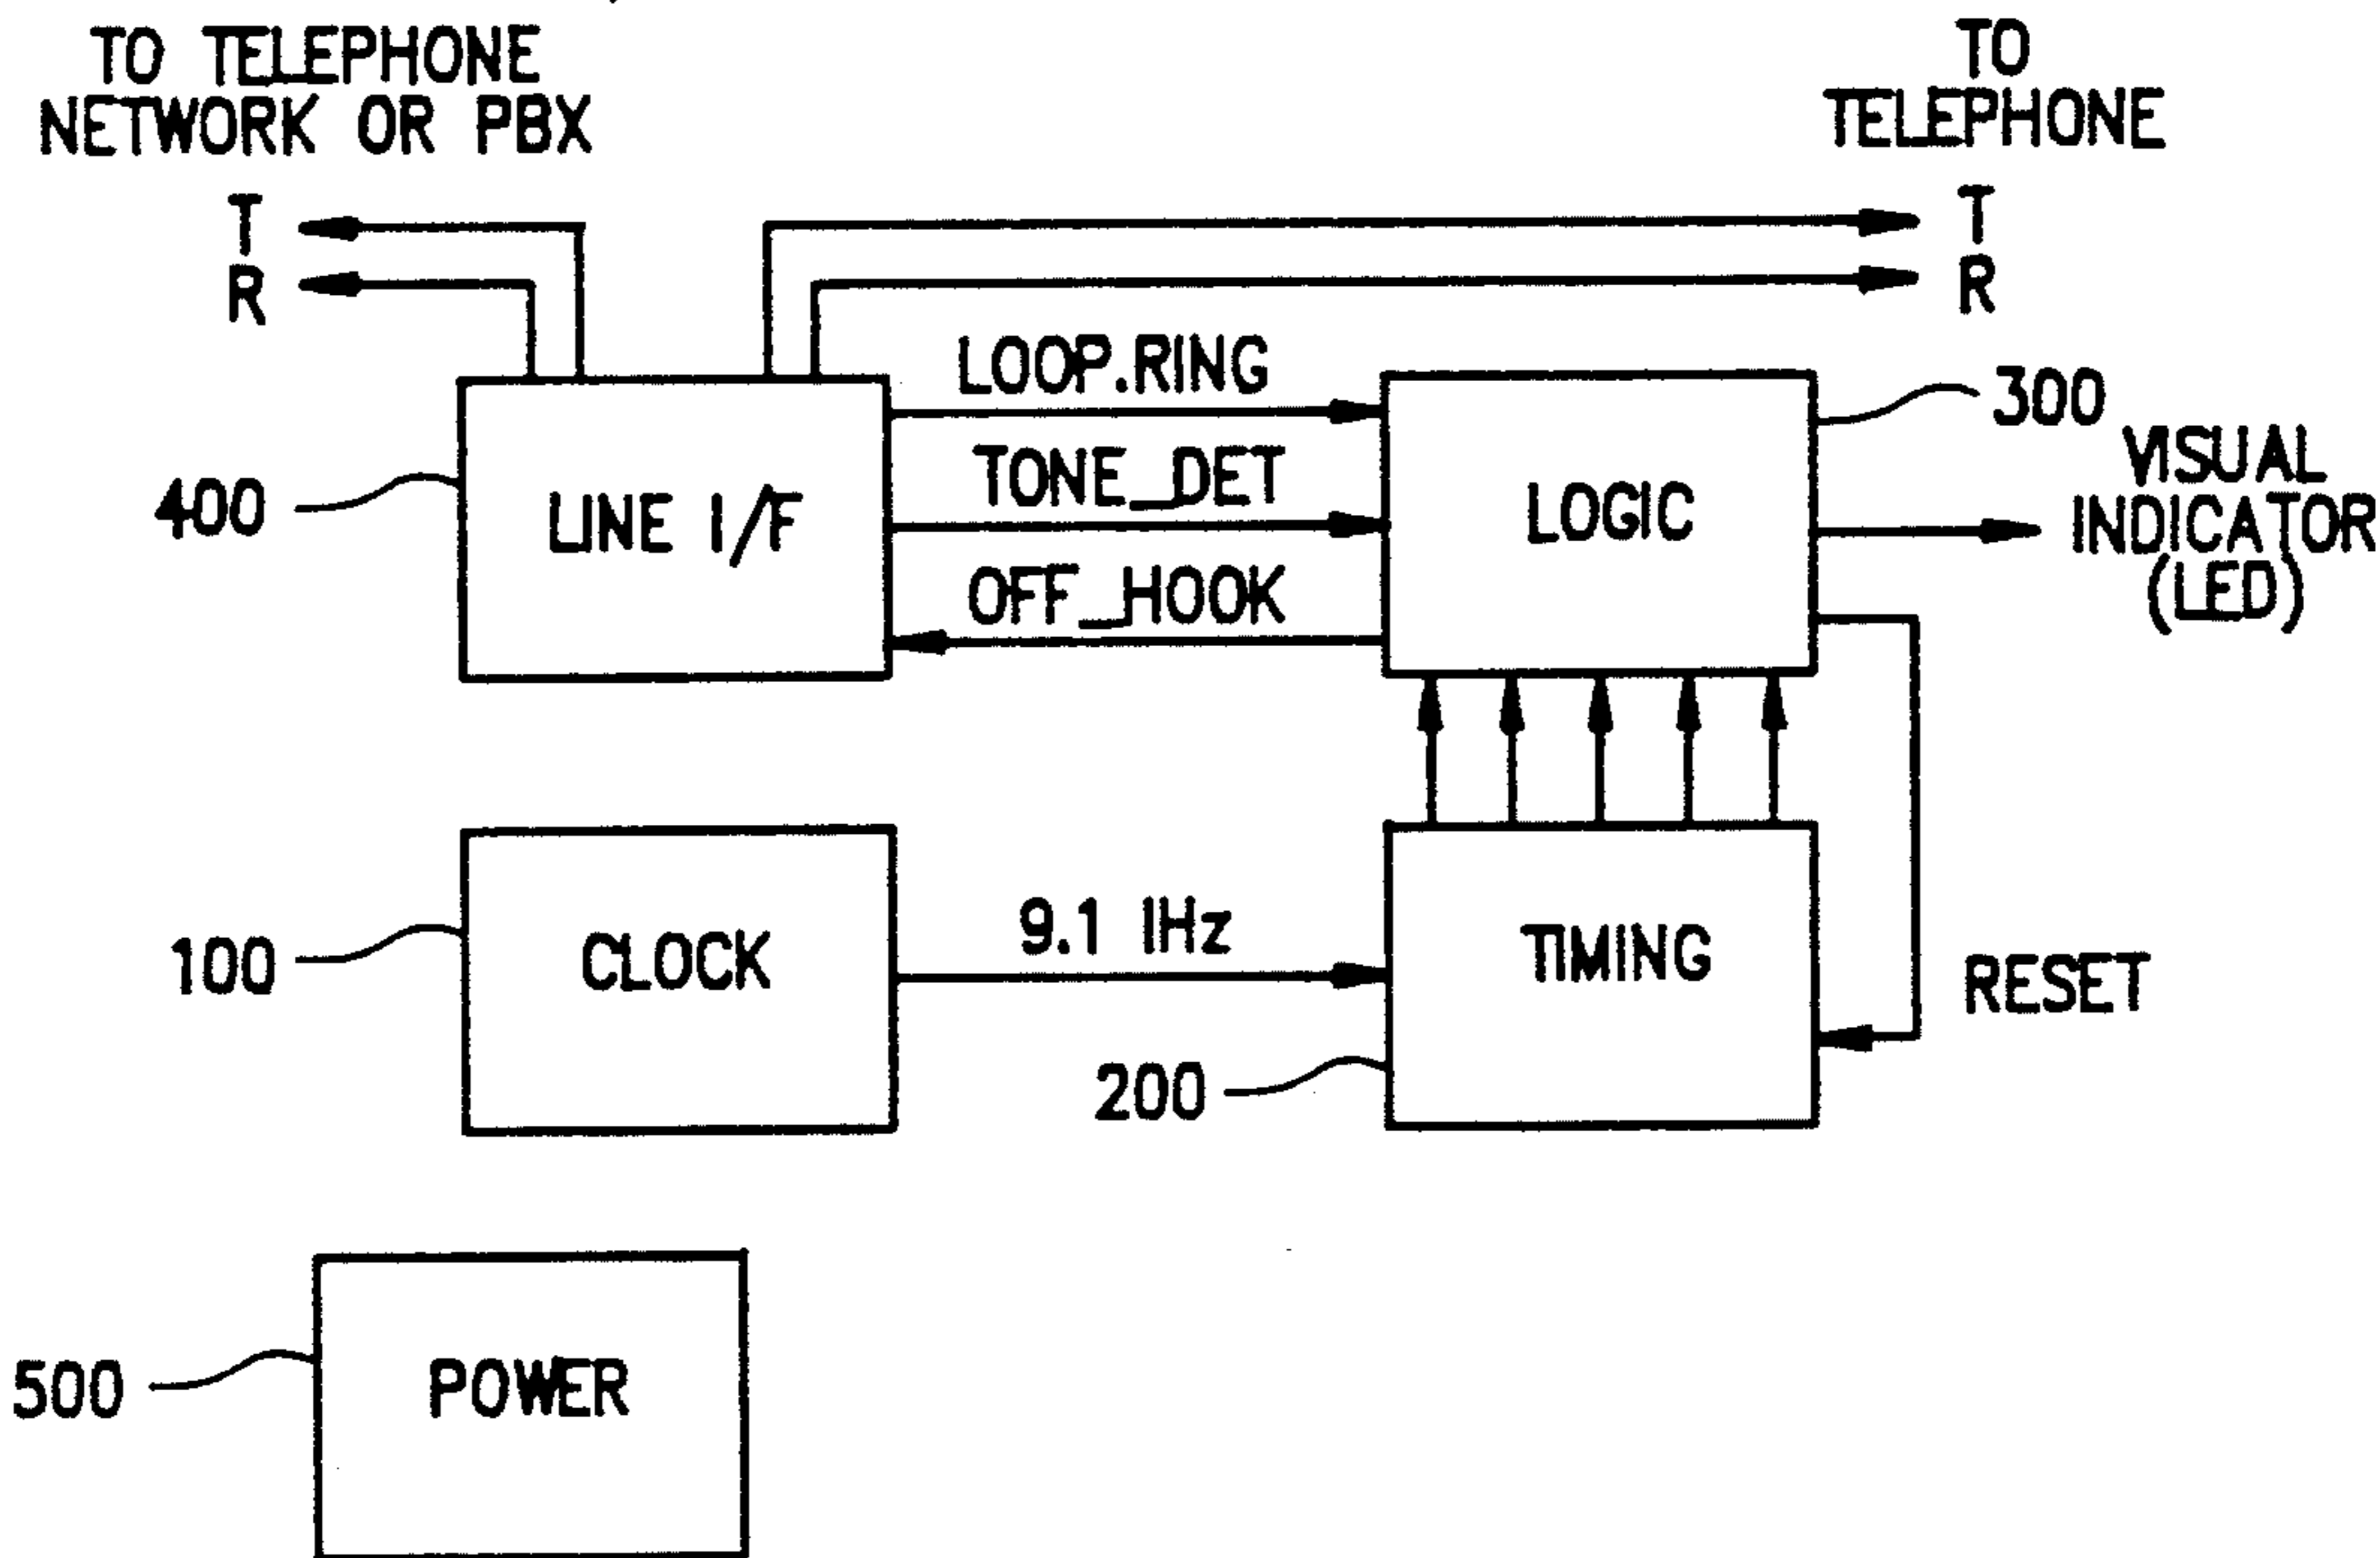 TO TELEPHONE
NETWORK OR PBX
TO
TELEPHONE
T
R
T
R
LOOP.RING
300
VISUAL
INDICATOR
(LED)
TONE_DET
400
LINE I/F
LOGIC
OFF_HOOK
9.1 IHz
100
CLOCK
TIMING
RESET
200
500
POWER